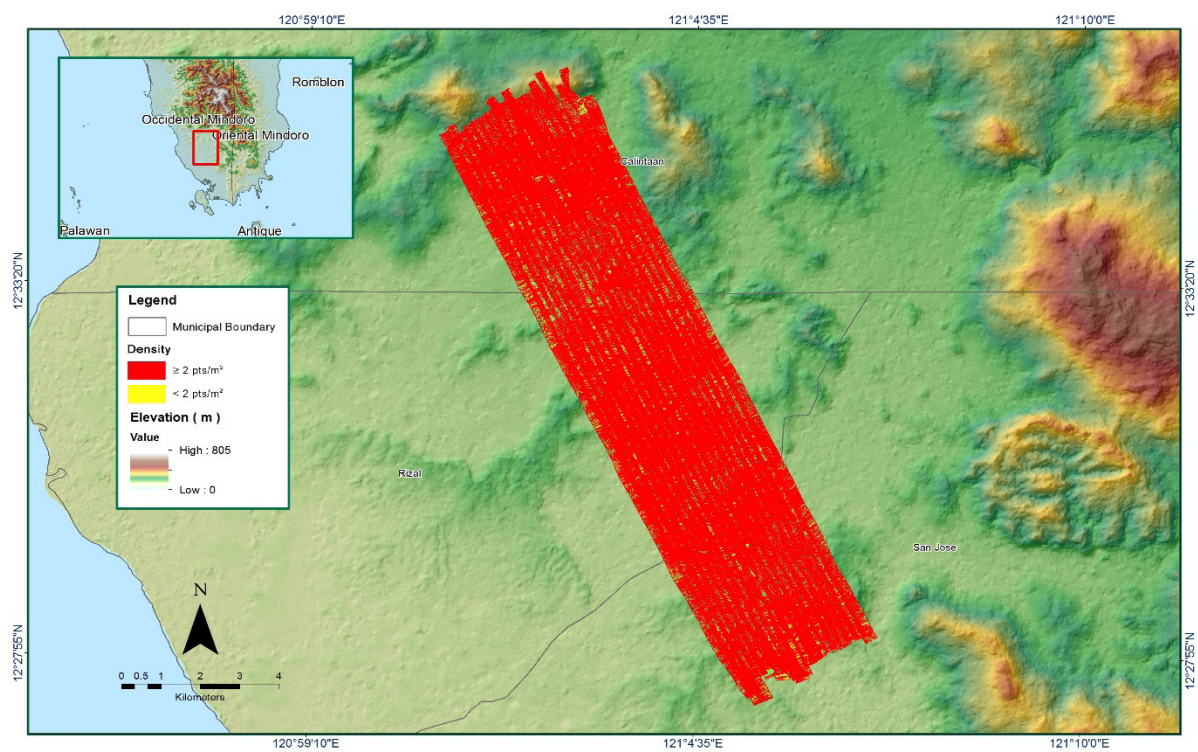 120°59'10"E
121°4'35"E
121°10'0"E
Romblon
Occidental Mindoro
Oriental Mindoro
Palawan
Antique
Calintaan
12°33'20"N
12°33'20"N
Legend
Municipal Boundary
Density
≥ 2 pts/m²
< 2 pts/m²
Elevation ( m )
Value
High : 805
Low : 0
Rizal
San Jose
N
12°27'55"N
12°27'55"N
0 0.5 1 2 3 4
Kilometers
120°59'10"E
121°4'35"E
121°10'0"E